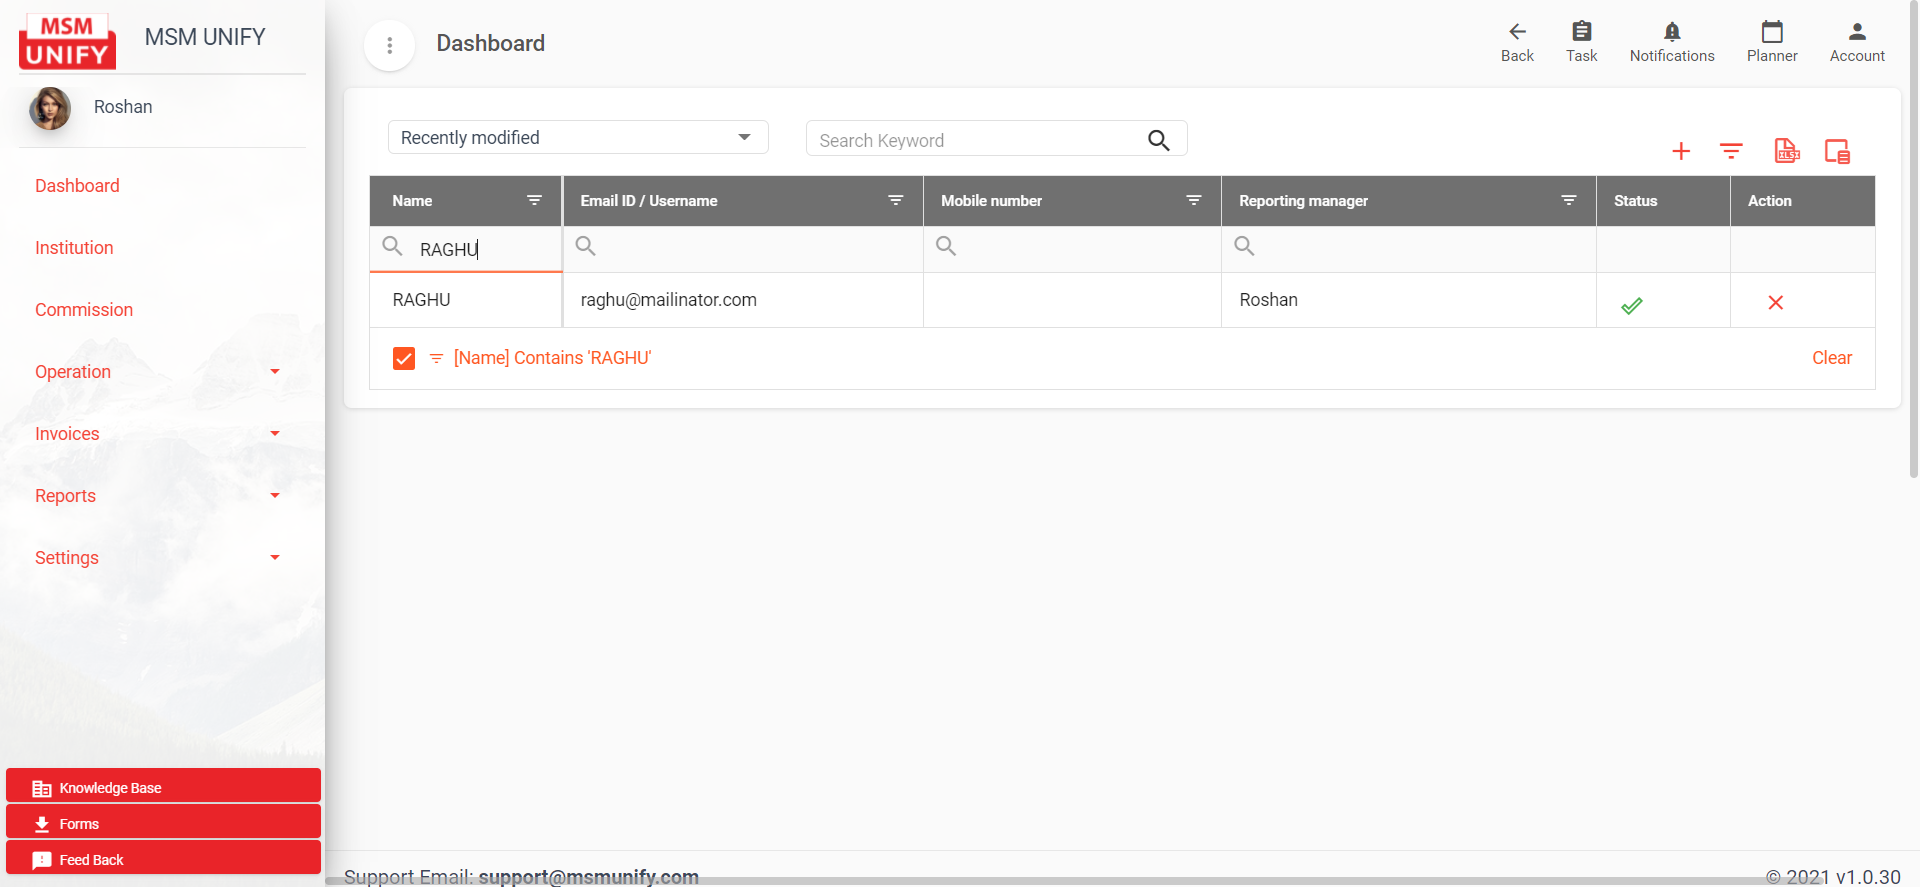 MSM
UNIFY
MSM UNIFY
Roshan
Dashboard
Institution
Commission
Operation
Invoices
Reports
Settings
Knowledge Base
Forms
Feed Back
Dashboard
Back
Task
Notifications
Planner
Account
Recently modified
Search Keyword
XLSX
Name Email ID / Username Mobile number Reporting manager Status Action
RAGHU
RAGHU raghu@mailinator.com Roshan
[Name] Contains 'RAGHU' Clear
Support Email: support@msmunify.com © 2021 v1.0.30